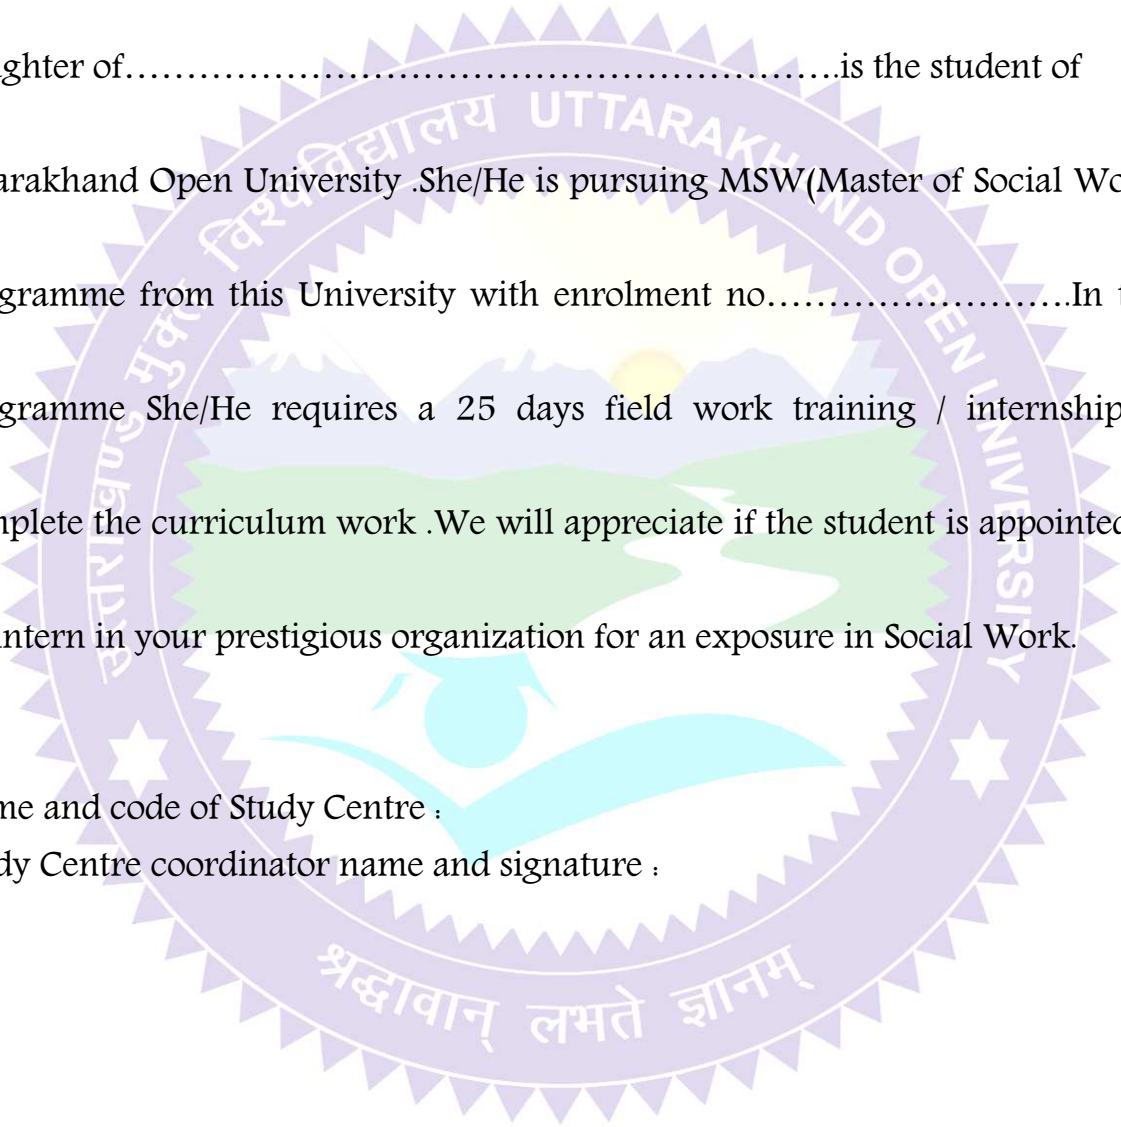 ghter of……………………………………………….is the student of
arakhand Open University .She/He is pursuing MSW(Master of Social Wo
gramme from this University with enrolment no…………………….In t
gramme She/He requires a 25 days field work training / internship
nplete the curriculum work .We will appreciate if the student is appointed
intern in your prestigious organization for an exposure in Social Work.
me and code of Study Centre :
dy Centre coordinator name and signature :
उत्तराखण्ड मुक्त विश्वविद्यालय UTTARAKHAND OPEN UNIVERSITY
श्रद्धावान् लभते ज्ञानम्